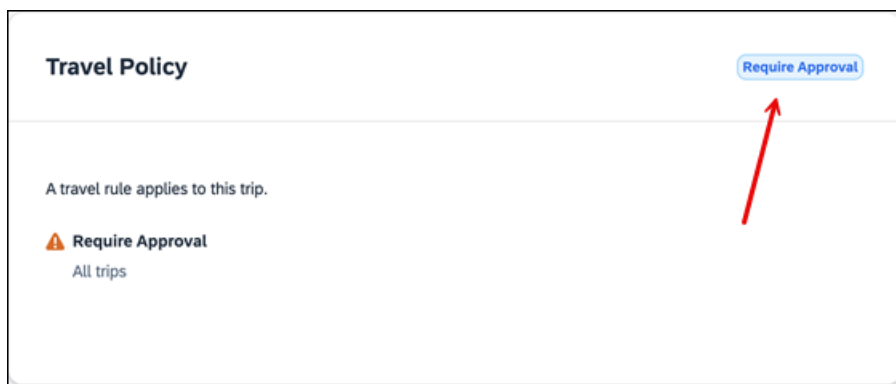 Travel Policy
Require Approval
A travel rule applies to this trip.
Require Approval
All trips